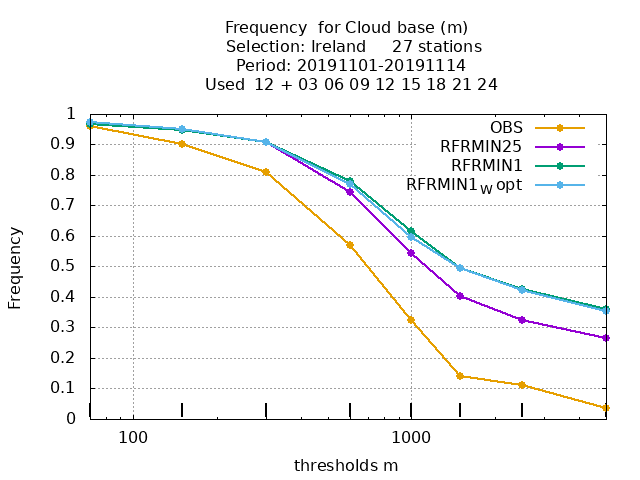 Frequency  for Cloud base (m)
Selection: Ireland     27 stations
Period: 20191101-20191114
Used  12 + 03 06 09 12 15 18 21 24
OBS
RFRMIN25
RFRMIN1
RFRMIN1W opt
1
0.9
0.8
0.7
0.6
0.5
0.4
0.3
0.2
0.1
0
Frequency
100
1000
thresholds m